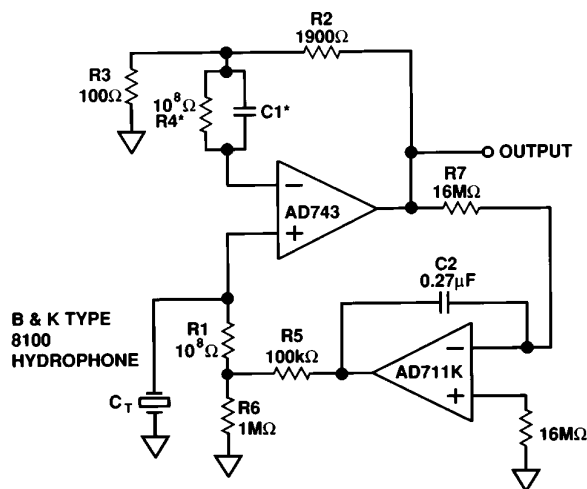 R2
1900Ω
R3
100Ω
10⁸Ω
R4*
C1*
OUTPUT
R7
16MΩ
−
AD743
+
C2
0.27μF
B & K TYPE
8100
HYDROPHONE
R1
10⁸Ω
R5
100kΩ
−
AD711K
+
C_T
R6
1MΩ
16MΩ